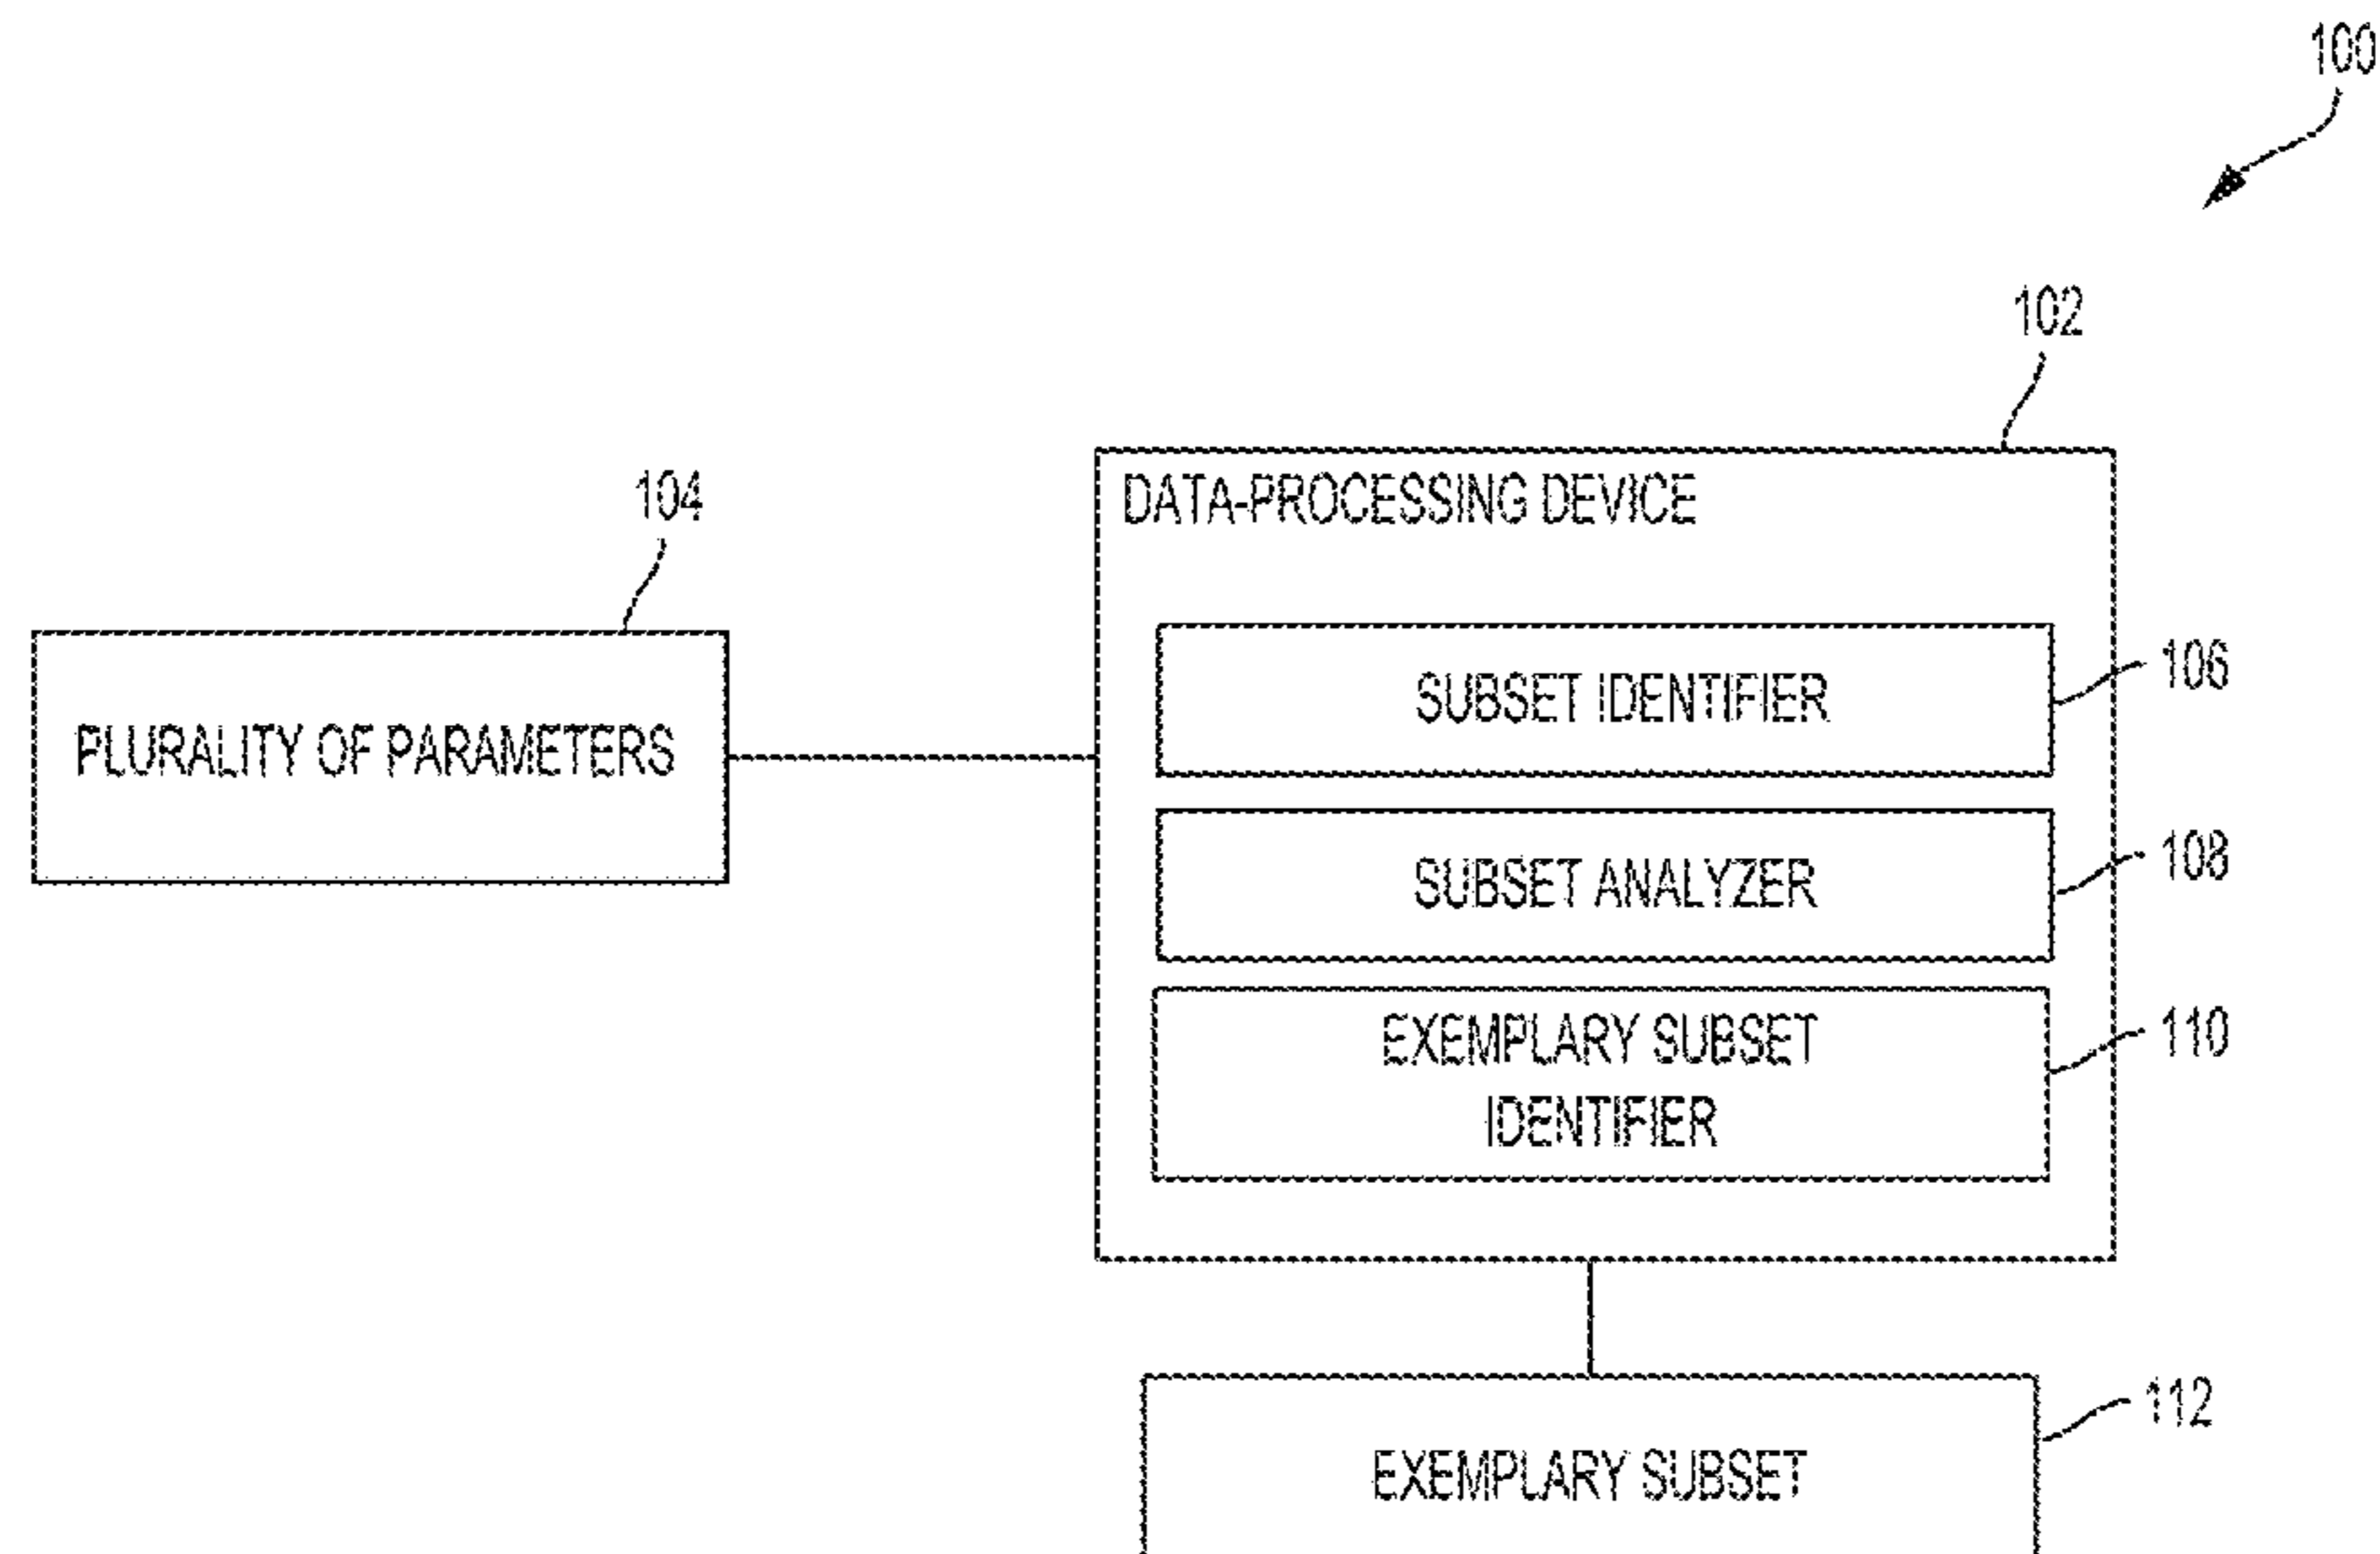 100
102
DATA-PROCESSING DEVICE
104
SUBSET IDENTIFIER
106
PLURALITY OF PARAMETERS
SUBSET ANALYZER
108
EXEMPLARY SUBSET
IDENTIFIER
110
112
EXEMPLARY SUBSET